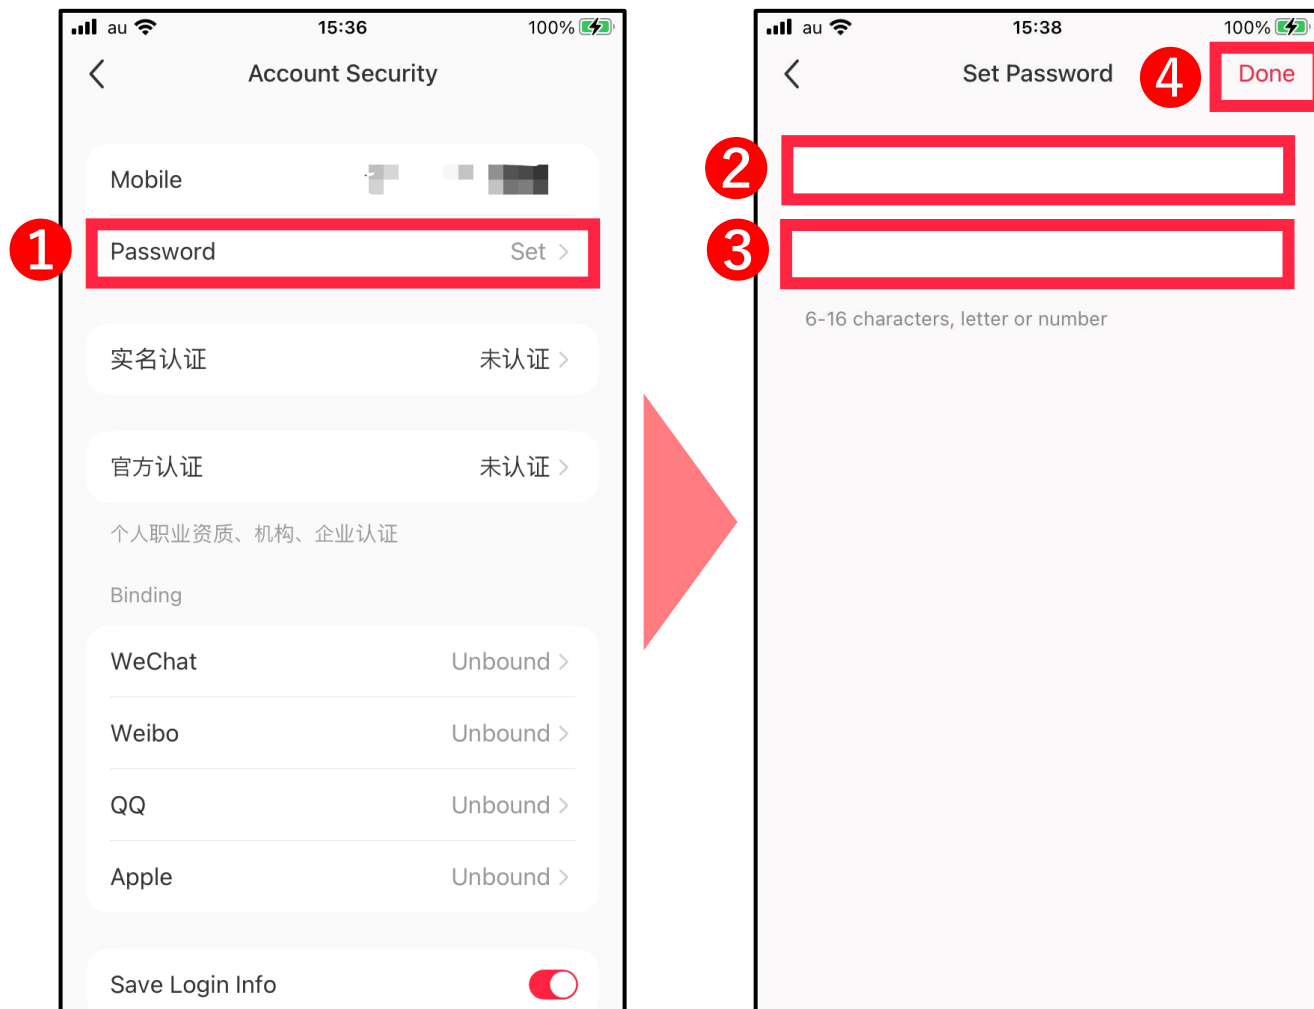 au 15:36 100%
Account Security
Mobile
1 Password Set
实名认证 未认证
官方认证 未认证
个人职业资质、机构、企业认证
Binding
WeChat Unbound
Weibo Unbound
QQ Unbound
Apple Unbound
Save Login Info
au 15:38 100%
Set Password 4 Done
2
3
6-16 characters, letter or number